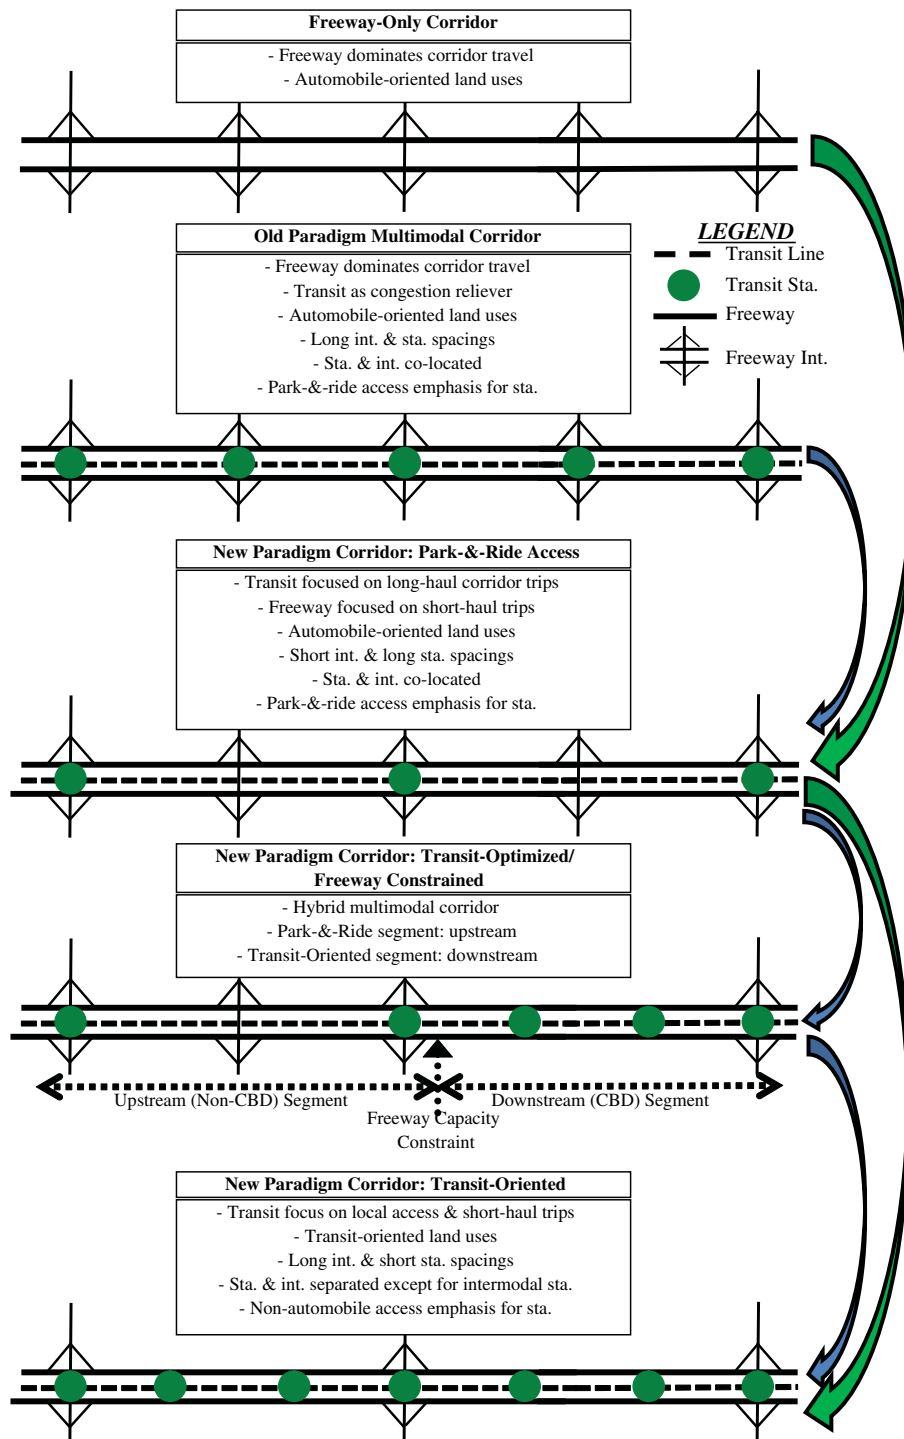 Freeway-Only Corridor
- Freeway dominates corridor travel
- Automobile-oriented land uses
Old Paradigm Multimodal Corridor
- Freeway dominates corridor travel
- Transit as congestion reliever
- Automobile-oriented land uses
- Long int. & sta. spacings
- Sta. & int. co-located
- Park-&-ride access emphasis for sta.
LEGEND
Transit Line
Transit Sta.
Freeway
Freeway Int.
New Paradigm Corridor: Park-&-Ride Access
- Transit focused on long-haul corridor trips
- Freeway focused on short-haul trips
- Automobile-oriented land uses
- Short int. & long sta. spacings
- Sta. & int. co-located
- Park-&-ride access emphasis for sta.
New Paradigm Corridor: Transit-Optimized/
Freeway Constrained
- Hybrid multimodal corridor
- Park-&-Ride segment: upstream
- Transit-Oriented segment: downstream
Upstream (Non-CBD) Segment
Downstream (CBD) Segment
Freeway Capacity
Constraint
New Paradigm Corridor: Transit-Oriented
- Transit focus on local access & short-haul trips
- Transit-oriented land uses
- Long int. & short sta. spacings
- Sta. & int. separated except for intermodal sta.
- Non-automobile access emphasis for sta.